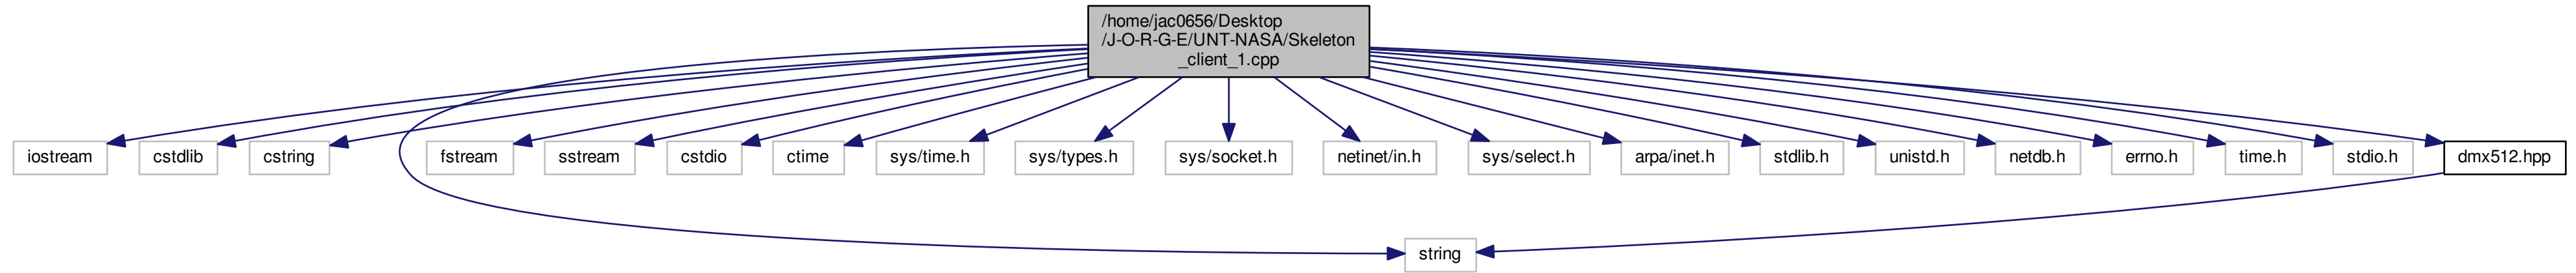 /home/jac0656/Desktop
/J-O-R-G-E/UNT-NASA/Skeleton
_client_1.cpp
iostream
cstdlib
cstring
fstream
sstream
cstdio
ctime
sys/time.h
sys/types.h
sys/socket.h
netinet/in.h
sys/select.h
arpa/inet.h
stdlib.h
unistd.h
netdb.h
errno.h
time.h
stdio.h
dmx512.hpp
string